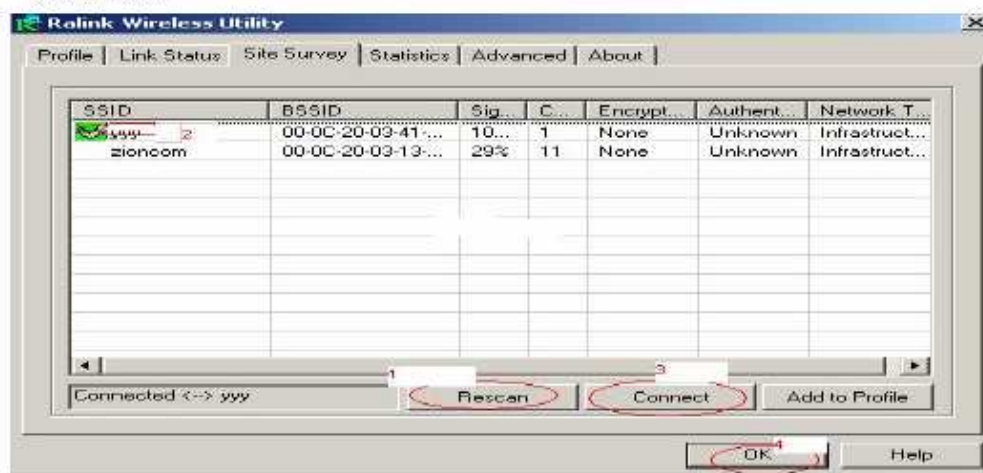 Ralink Wireless Utility
Profile Link Status Site Survey Statistics Advanced About
SSID BSSID Sig... C... Encrypt... Authent... Network T...
yyy 2 00-0C-20-03-41-... 10... 1 None Unknown Infrastruct...
zioncom 00-0C-20-03-13-... 29% 11 None Unknown Infrastruct...
1 3
Connected <--> yyy Rescan Connect Add to Profile
4
OK Help